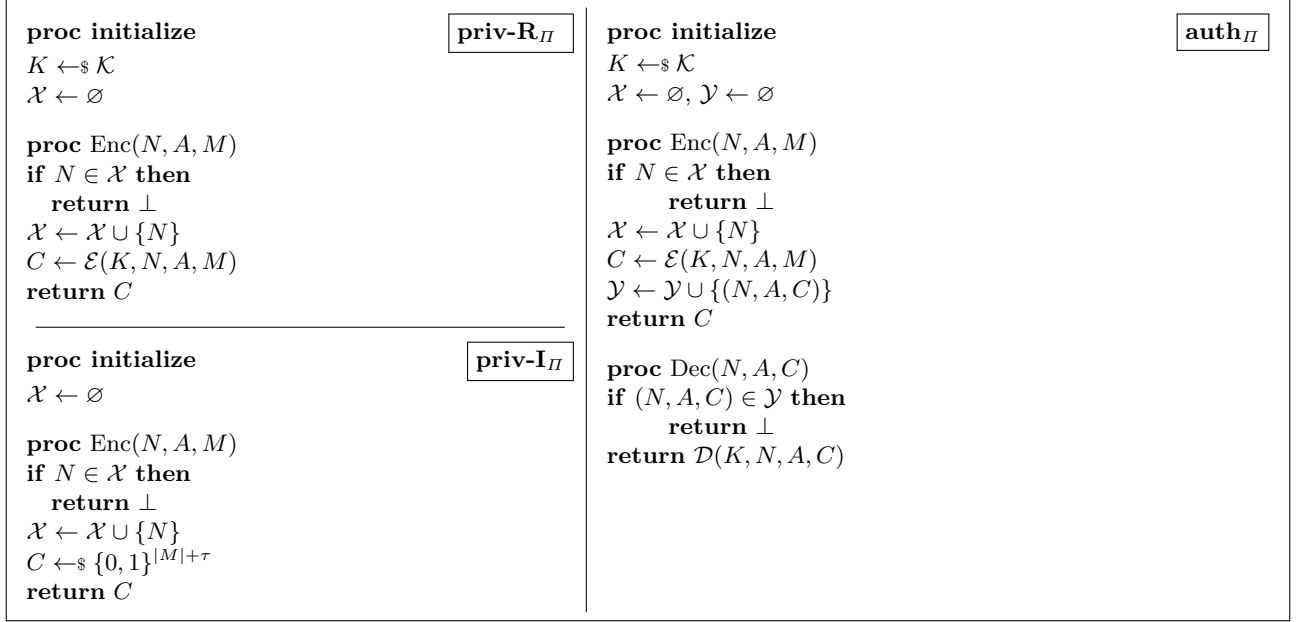 proc initialize priv-R_Π
K ←$ 𝒦
𝒳 ← ∅
proc Enc(N, A, M)
if N ∈ 𝒳 then
return ⊥
𝒳 ← 𝒳 ∪ {N}
C ← ℰ(K, N, A, M)
return C
proc initialize priv-I_Π
𝒳 ← ∅
proc Enc(N, A, M)
if N ∈ 𝒳 then
return ⊥
𝒳 ← 𝒳 ∪ {N}
C ←$ {0, 1}^{|M|+τ}
return C
proc initialize auth_Π
K ←$ 𝒦
𝒳 ← ∅, 𝒴 ← ∅
proc Enc(N, A, M)
if N ∈ 𝒳 then
return ⊥
𝒳 ← 𝒳 ∪ {N}
C ← ℰ(K, N, A, M)
𝒴 ← 𝒴 ∪ {(N, A, C)}
return C
proc Dec(N, A, C)
if (N, A, C) ∈ 𝒴 then
return ⊥
return 𝒟(K, N, A, C)